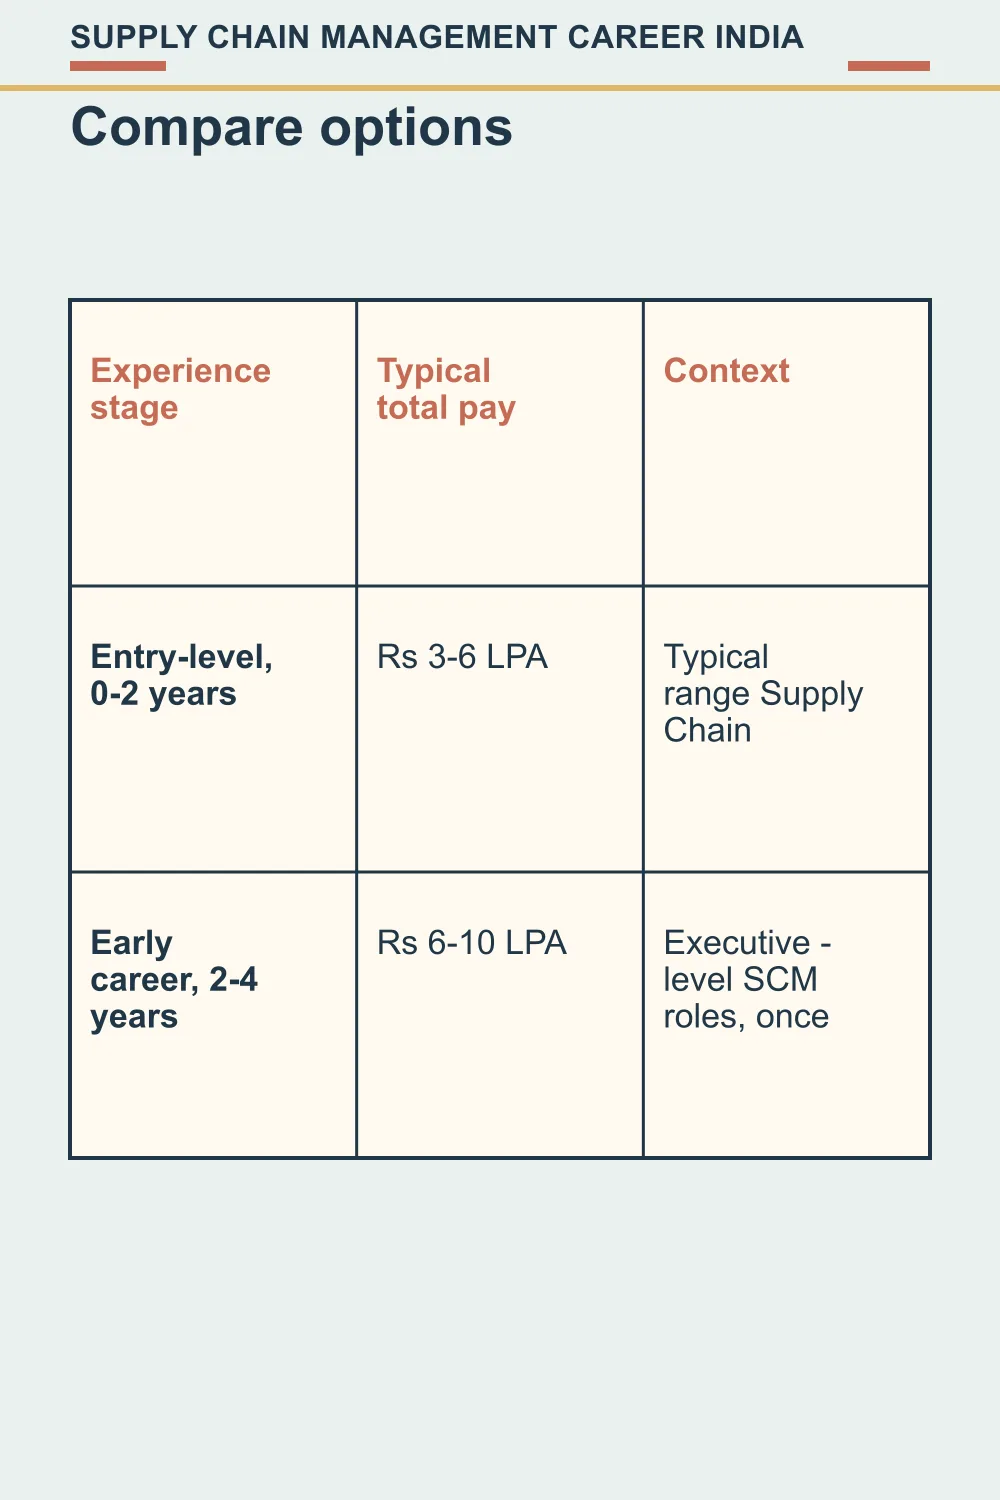 SUPPLY CHAIN MANAGEMENT CAREER INDIA
Compare options
Experience
stage
Typical
total pay
Context
Entry-level,
0-2 years
Rs 3-6 LPA
Typical
range Supply
Chain
Early
career, 2-4
years
Rs 6-10 LPA
Executive -
level SCM
roles, once